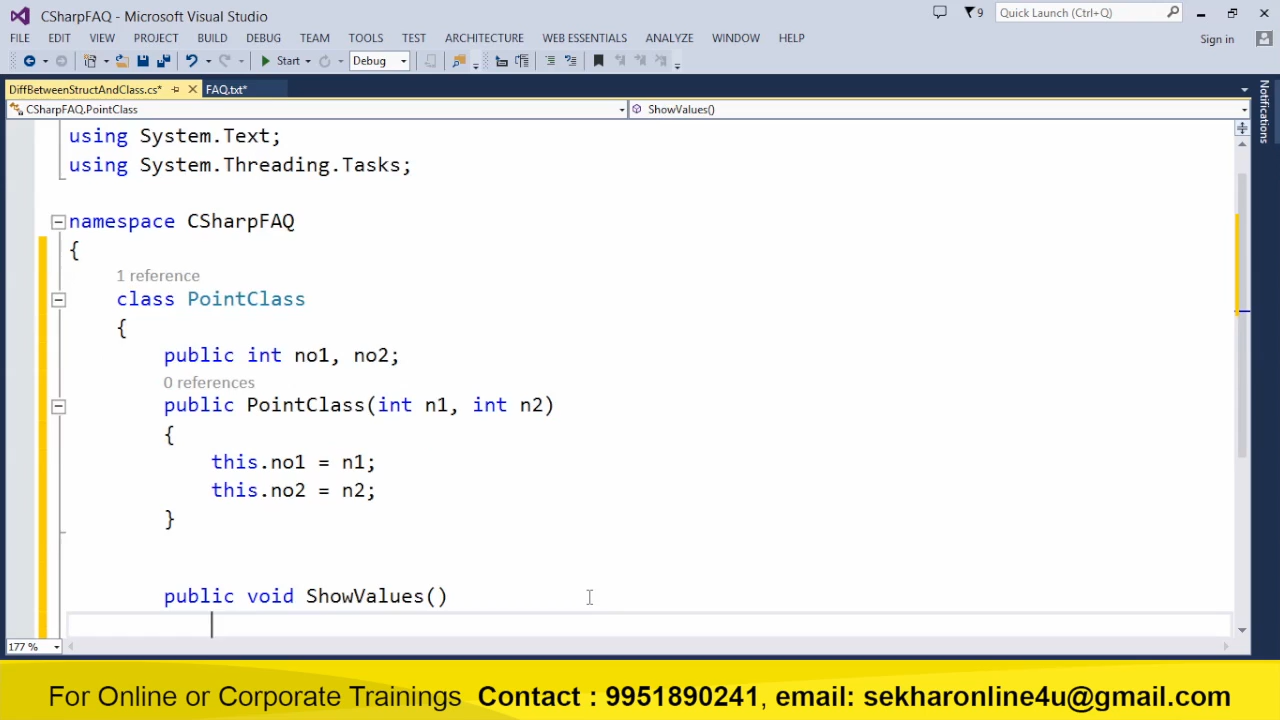 CSharpFAQ - Microsoft Visual Studio
9
Quick Launch (Ctrl+Q)
FILE EDIT VIEW PROJECT BUILD DEBUG TEAM TOOLS TEST ARCHITECTURE WEB ESSENTIALS ANALYZE WINDOW HELP
Sign in
Start Debug
DiffBetweenStructAndClass.cs* FAQ.txt*
CSharpFAQ.PointClass ShowValues()
Notifications
using System.Text;
using System.Threading.Tasks;
namespace CSharpFAQ
{
1 reference
class PointClass
{
public int no1, no2;
0 references
public PointClass(int n1, int n2)
{
this.no1 = n1;
this.no2 = n2;
}
public void ShowValues()
177 %
For Online or Corporate Trainings Contact : 9951890241, email: sekharonline4u@gmail.com